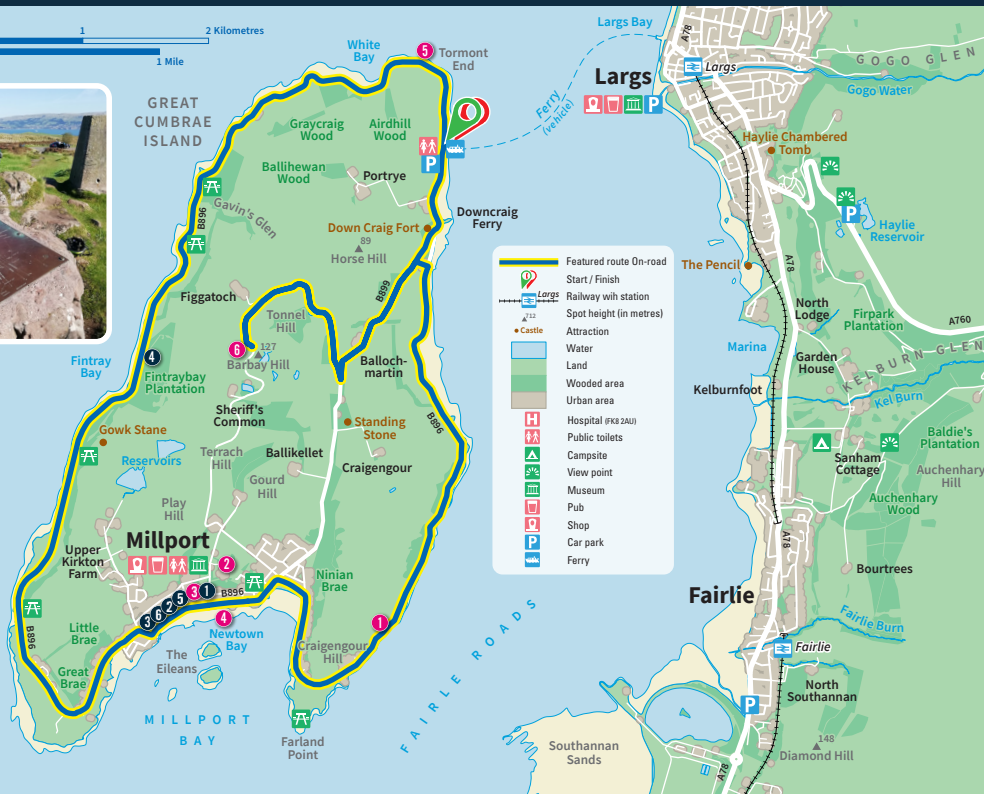 1
2 Kilometres
1 Mile
White
Bay
5
Tormont
End
GREAT
CUMBRAE
ISLAND
Graycraig
Wood
Airdhill
Wood
Ballihewan
Wood
P
Portrye
B896
Gavin's Glen
Down Craig Fort
Downcraig
Ferry
89
Horse Hill
B899
Figgatoch
Tonnel
Hill
6
127
Barbay Hill
4
Fintray
Bay
Fintraybay
Plantation
Balloch-
martin
Sheriff's
Common
Standing
Stone
B896
Gowk Stane
Reservoirs
Terrach
Hill
Ballikellet
Craigengour
Gourd
Hill
Play
Hill
Millport
Upper
Kirkton
Farm
2
Ninian
Brae
3 6 2 5 3 1
B896
4
Newtown
Bay
1
Little
Brae
B896
Craigengour
Hill
The
Eileans
Great
Brae
MILLPORT
BAY
Farland
Point
FAIRLIE ROADS
Largs Bay
A78
Largs
Largs
P
Ferry
(vehicle)
GOGO GLEN
Gogo Water
Haylie Chambered
Tomb
P
Haylie
Reservoir
The Pencil
A78
North
Lodge
Firpark
Plantation
A760
Marina
Garden
House
KELBURN GLEN
Kelburnfoot
Kel Burn
Sanham
Cottage
Baldie's
Plantation
Auchenhary
Hill
Auchenhary
Wood
A78
Bourtrees
Fairlie
Fairlie Burn
Fairlie
North
Southannan
P
148
Diamond Hill
A78
Southannan
Sands
Featured route On-road
Start / Finish
Largs
Railway wih station
712
Spot height (in metres)
Castle
Attraction
Water
Land
Wooded area
Urban area
H
Hospital (FK8 2AU)
Public toilets
Campsite
View point
Museum
Pub
Shop
P
Car park
Ferry